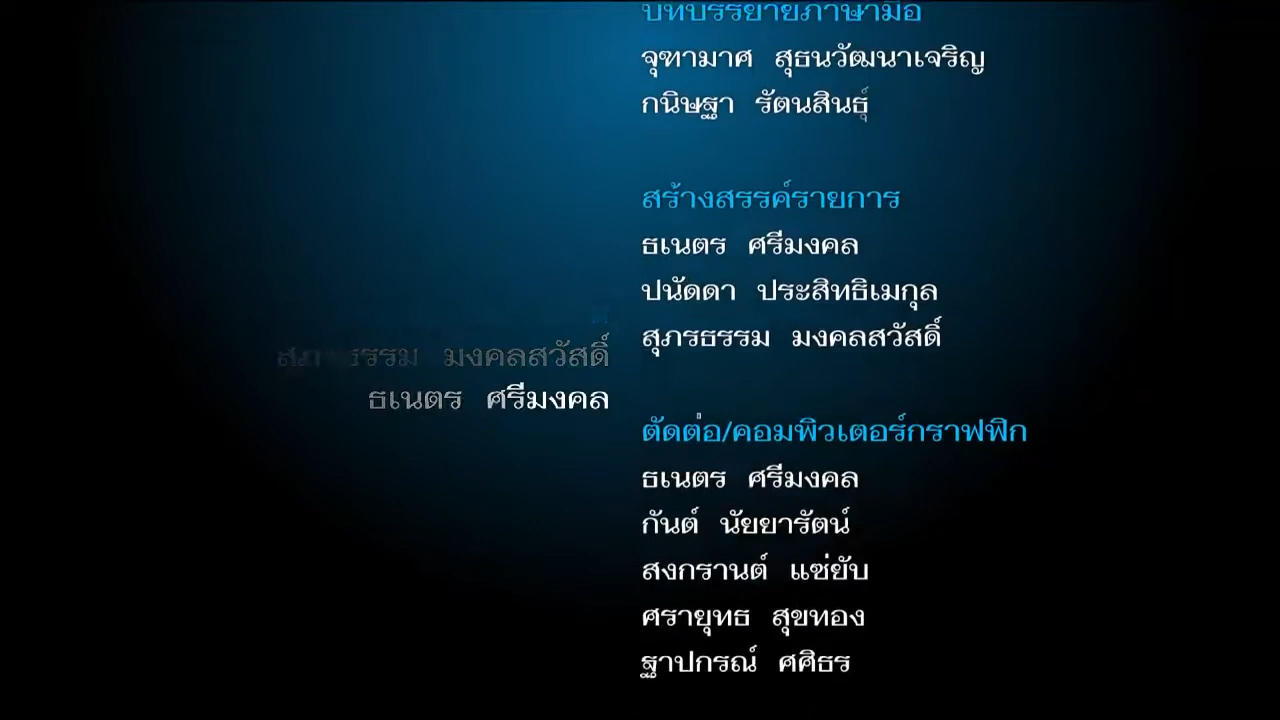 บทบรรยายภาษามือ
จุฑามาศ สุธนวัฒนาเจริญ
กนิษฐา รัตนสินธุ์
สร้างสรรค์รายการ
ธเนตร ศรีมงคล
ปนัดดา ประสิทธิเมกุล
สุภรธรรม มงคลสวัสดิ์
ตัดต่อ/คอมพิวเตอร์กราฟฟิก
ธเนตร ศรีมงคล
กันต์ นัยยารัตน์
สงกรานต์ แซ่ยับ
ศรายุทธ สุขทอง
ฐาปกรณ์ ศศิธร
สุภรธรรม มงคลสวัสดิ์
ธเนตร ศรีมงคล